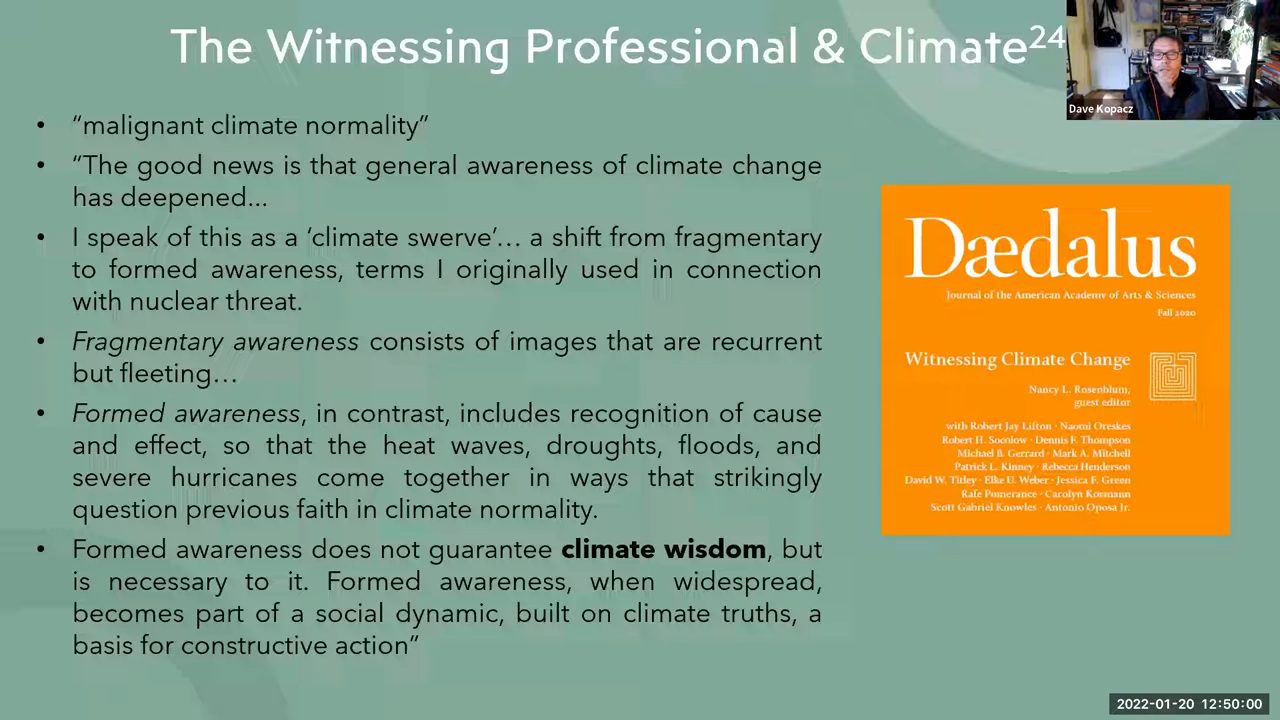 The Witnessing Professional & Climate24
Dave Kopacz
• “malignant climate normality”
• “The good news is that general awareness of climate change
has deepened...
• I speak of this as a ‘climate swerve’… a shift from fragmentary
to formed awareness, terms I originally used in connection
with nuclear threat.
• Fragmentary awareness consists of images that are recurrent
but fleeting…
• Formed awareness, in contrast, includes recognition of cause
and effect, so that the heat waves, droughts, floods, and
severe hurricanes come together in ways that strikingly
question previous faith in climate normality.
• Formed awareness does not guarantee climate wisdom, but
is necessary to it. Formed awareness, when widespread,
becomes part of a social dynamic, built on climate truths, a
basis for constructive action”
Dædalus
Journal of the American Academy of Arts & Sciences
Fall 2020
Witnessing Climate Change
Nancy L. Rosenblum,
guest editor
with Robert Jay Lifton · Naomi Oreskes
Robert H. Socolow · Dennis F. Thompson
Michael B. Gerrard · Mark A. Mitchell
Patrick L. Kinney · Rebecca Henderson
David W. Titley · Elke U. Weber · Jessica F. Green
Rafe Pomerance · Carolyn Kormann
Scott Gabriel Knowles · Antonio Oposa Jr.
2022-01-20 12:50:00